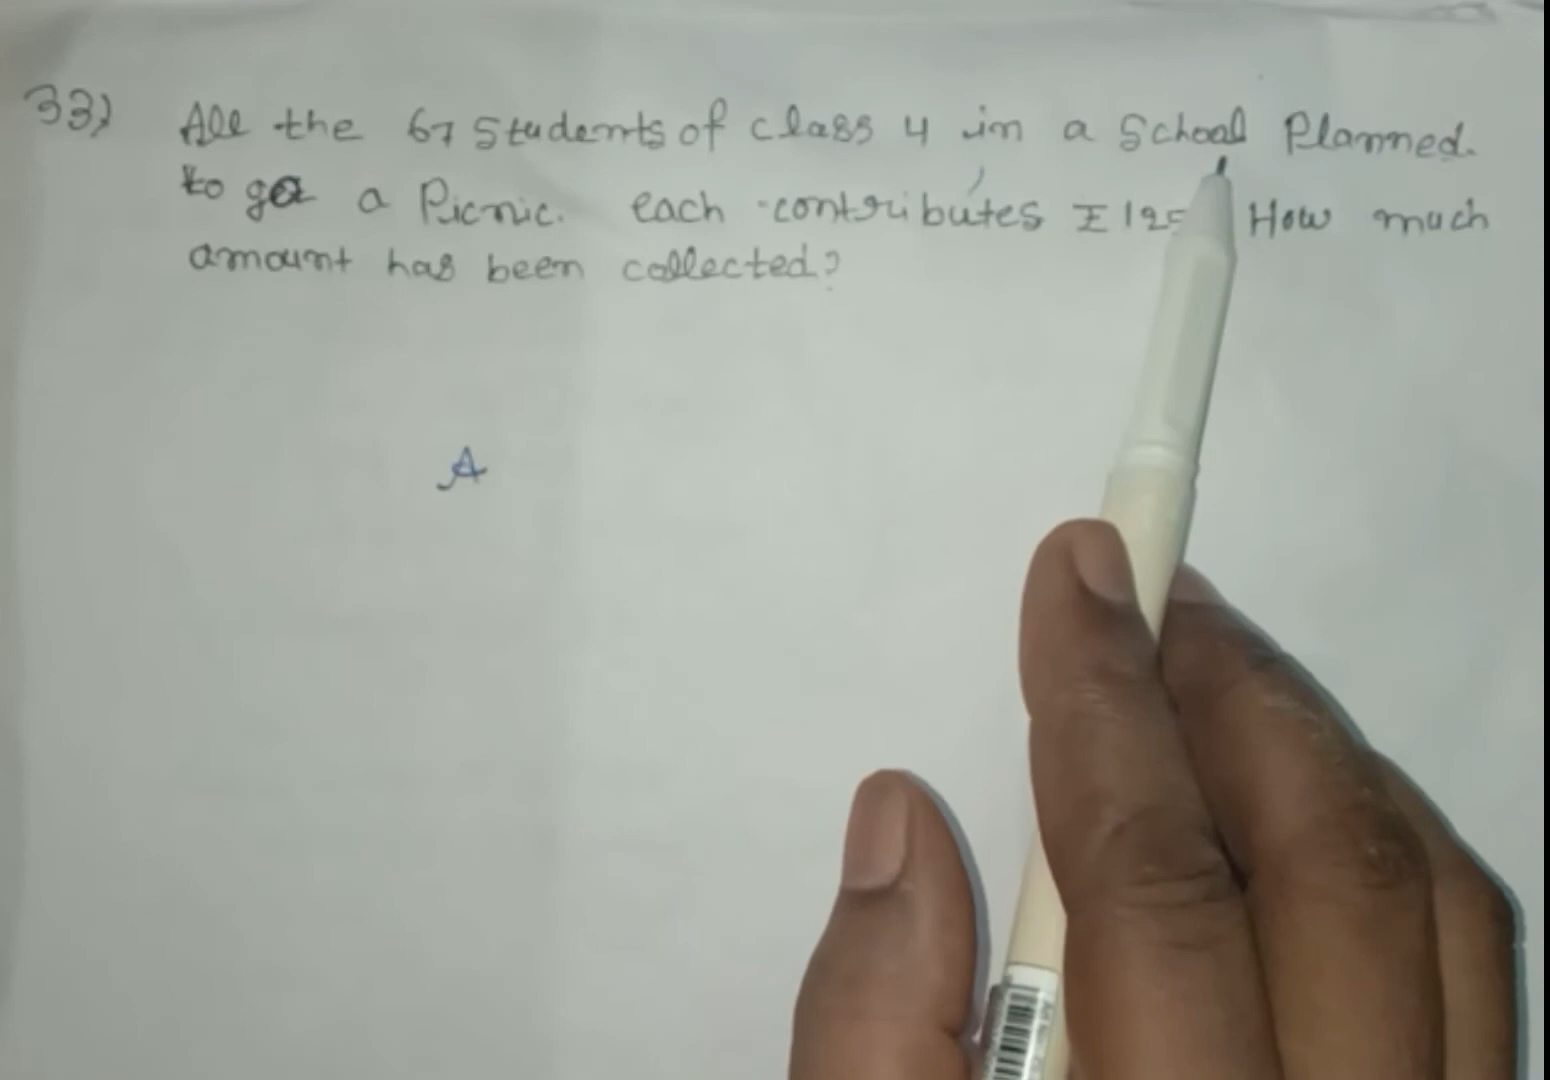 33) All the 67 Students of class 4 in a School Planned.
to go a Picnic. each contributes ₹125 How much
amount has been collected?
A